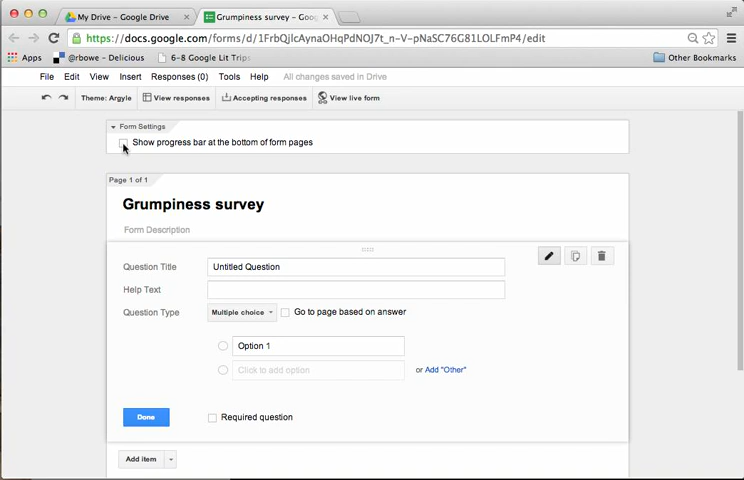 My Drive – Google Drive
Grumpiness survey – Goog
https://docs.google.com/forms/d/1FrbQjlcAynaOHqPdNOJ7t_n-V-pNaSC76G81LOLFmP4/edit
Apps @rbowe - Delicious 6-8 Google Lit Trips Other Bookmarks
File Edit View Insert Responses (0) Tools Help All changes saved in Drive
Theme: Argyle View responses Accepting responses View live form
Form Settings
Show progress bar at the bottom of form pages
Page 1 of 1
Grumpiness survey
Form Description
Question Title Untitled Question
Help Text
Question Type Multiple choice Go to page based on answer
Option 1
Click to add option or Add "Other"
Done Required question
Add item